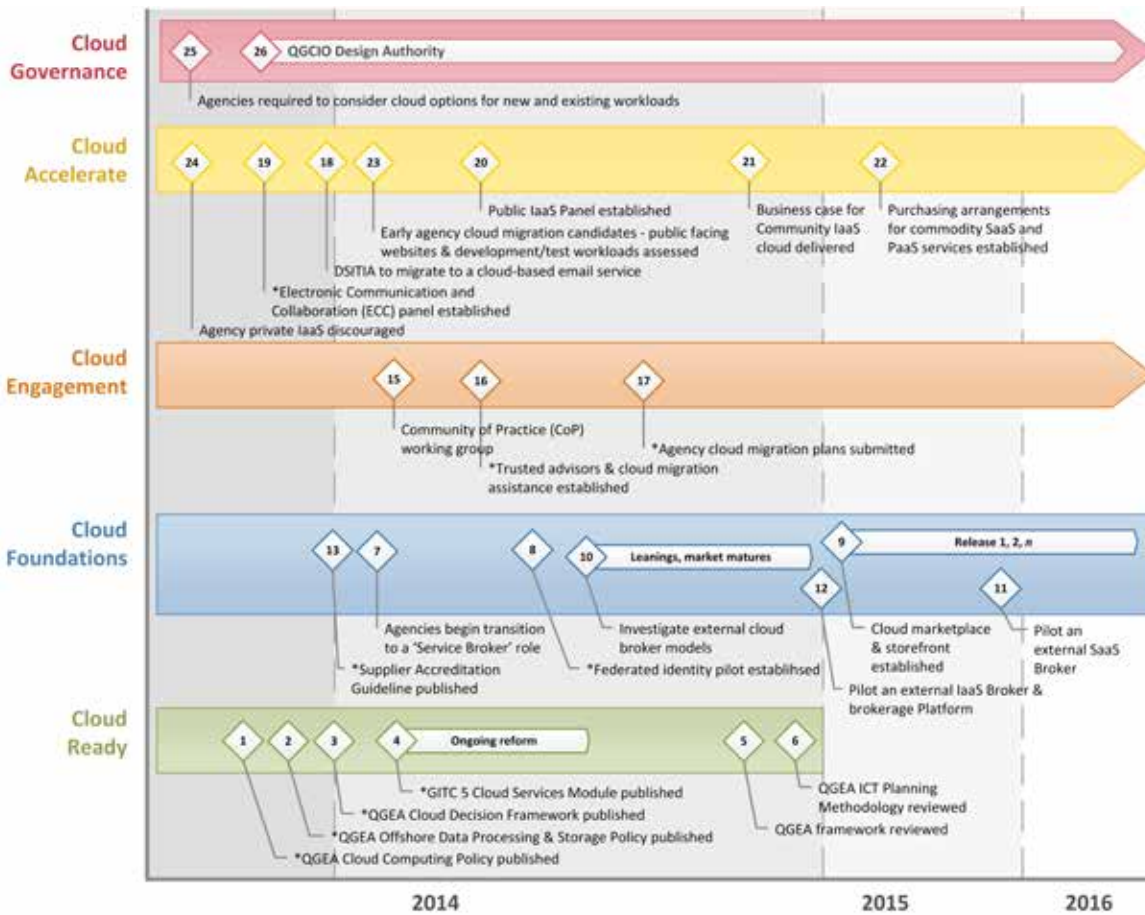 Cloud
Governance
25
26
QGCIO Design Authority
Agencies required to consider cloud options for new and existing workloads
Cloud
Accelerate
24
19
18
23
20
21
22
Public IaaS Panel established
Business case for
Community IaaS
cloud delivered
Purchasing arrangements
for commodity SaaS and
PaaS services established
Early agency cloud migration candidates - public facing
websites & development/test workloads assessed
DSITIA to migrate to a cloud-based email service
*Electronic Communication and
Collaboration (ECC) panel established
Agency private IaaS discouraged
Cloud
Engagement
15
16
17
Community of Practice (CoP)
working group
*Agency cloud migration plans submitted
*Trusted advisors & cloud migration
assistance established
Cloud
Foundations
13
7
8
10
Leanings, market matures
9
Release 1, 2, n
12
11
Agencies begin transition
to a 'Service Broker' role
Investigate external cloud
broker models
Cloud marketplace
& storefront
established
Pilot an
external SaaS
Broker
*Supplier Accreditation
Guideline published
*Federated identity pilot establihsed
Pilot an external IaaS Broker &
brokerage Platform
Cloud
Ready
1
2
3
4
Ongoing reform
5
6
*GITC 5 Cloud Services Module published
QGEA ICT Planning
Methodology reviewed
*QGEA Cloud Decision Framework published
QGEA framework reviewed
*QGEA Offshore Data Processing & Storage Policy published
*QGEA Cloud Computing Policy published
2014
2015
2016